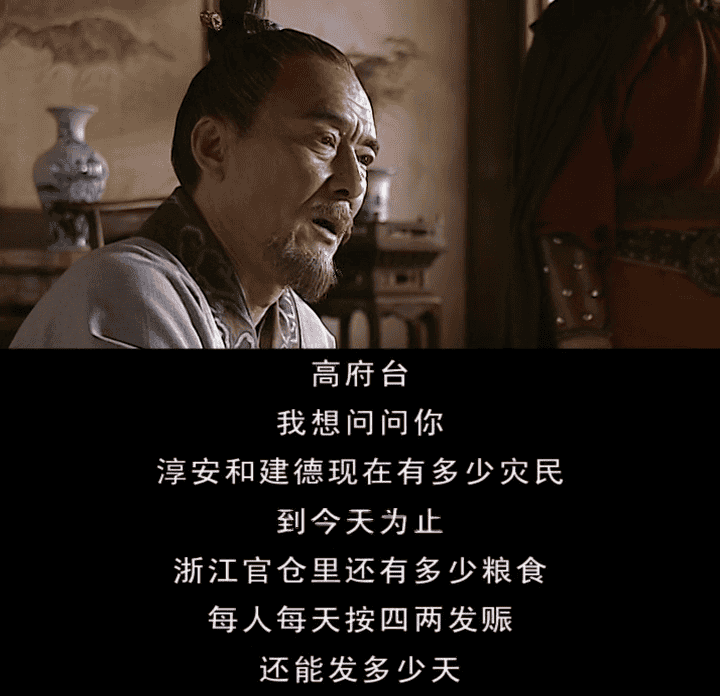 高府台
我想问问你
淳安和建德现在有多少灾民
到今天为止
浙江官仓里还有多少粮食
每人每天按四两发赈
还能发多少天